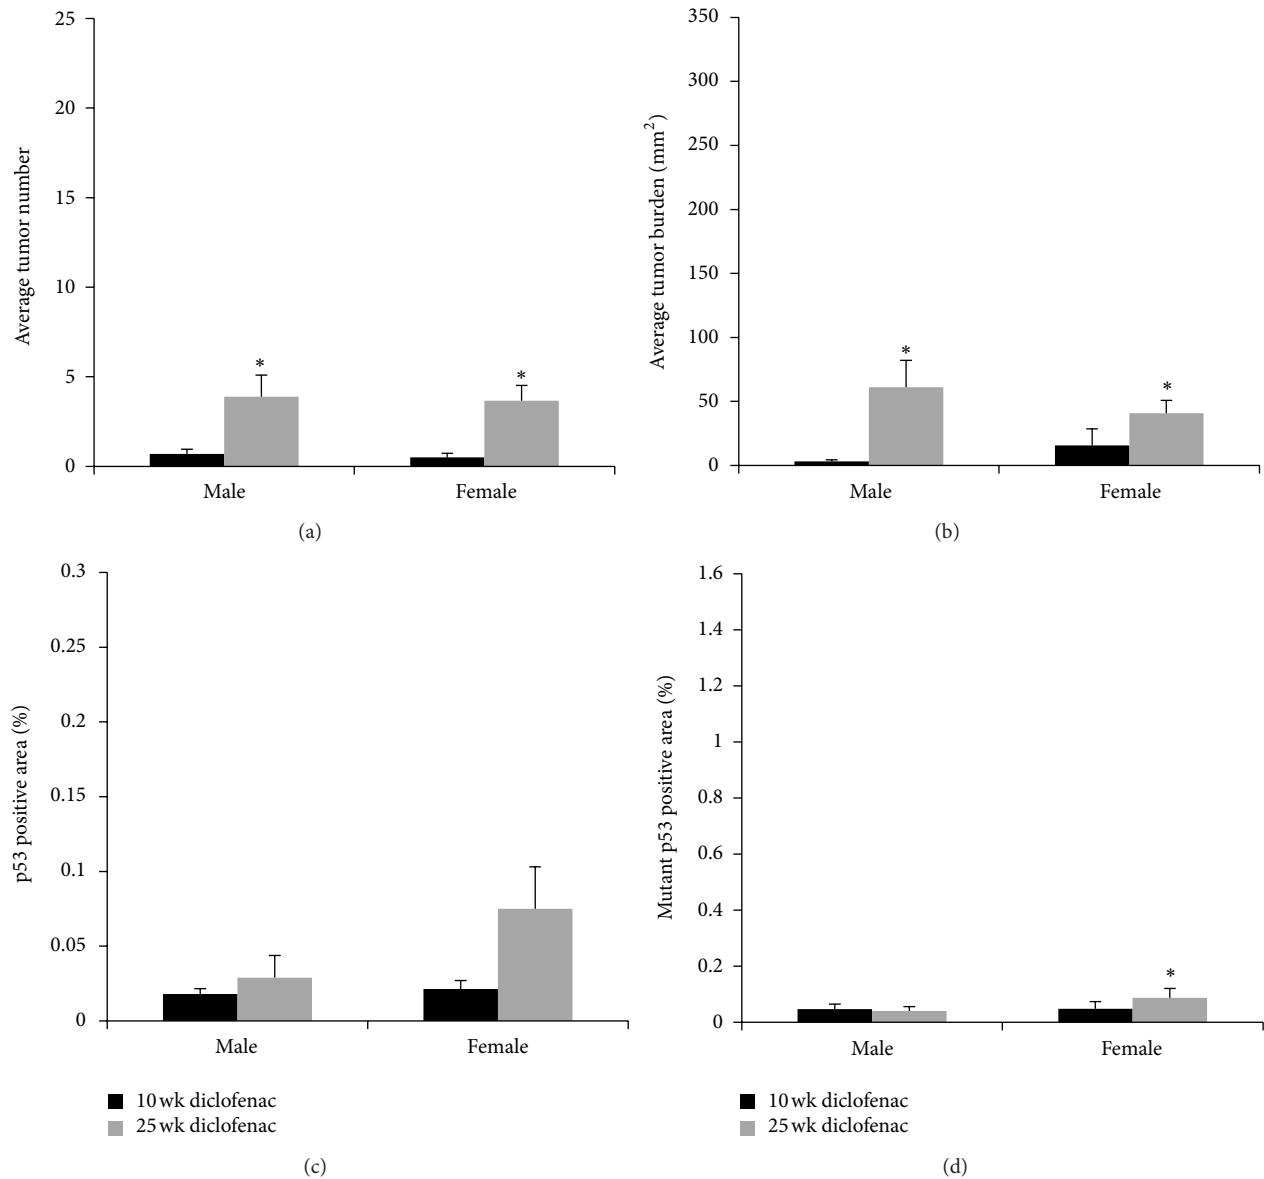 25
20
15
10
5
0
Average tumor number
*
*
Male
Female
(a)
350
300
250
200
150
100
50
0
Average tumor burden (mm²)
*
*
Male
Female
(b)
0.3
0.25
0.2
0.15
0.1
0.05
0
p53 positive area (%)
Male
Female
10 wk diclofenac
25 wk diclofenac
(c)
1.6
1.4
1.2
1
0.8
0.6
0.4
0.2
0
Mutant p53 positive area (%)
*
Male
Female
10 wk diclofenac
25 wk diclofenac
(d)